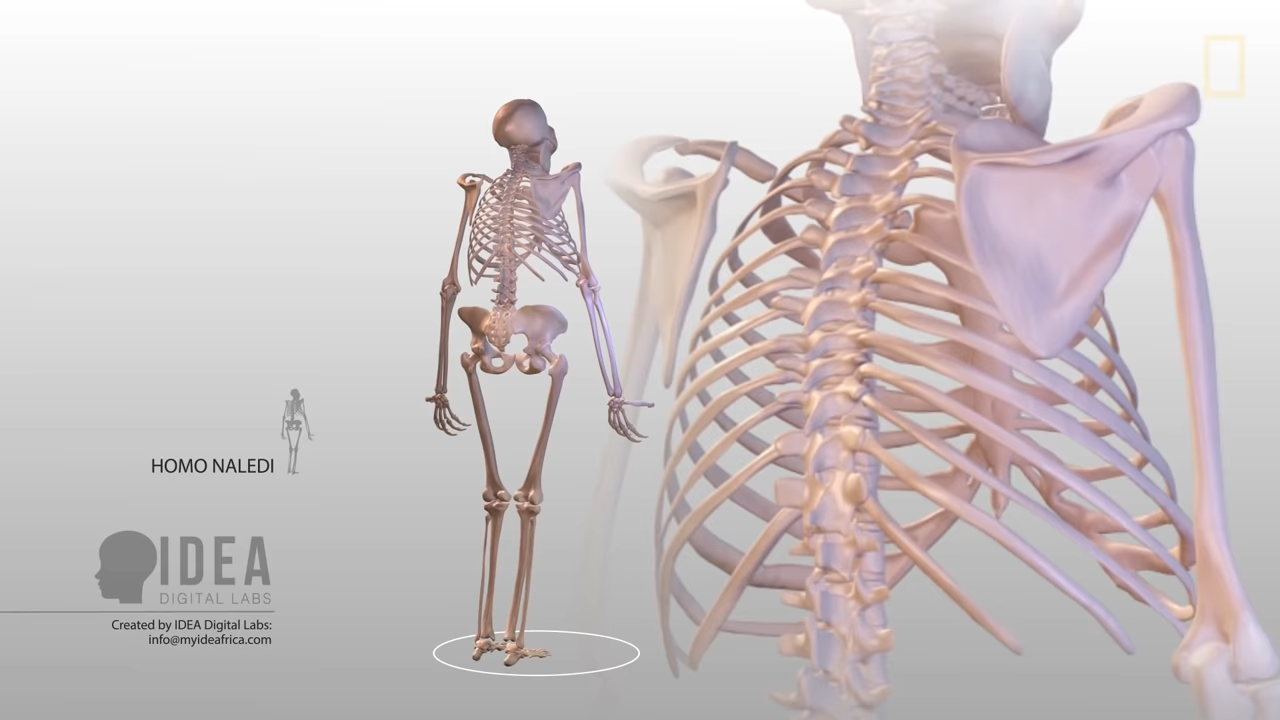 HOMO NALEDI
IDEA
DIGITAL LABS
Created by IDEA Digital Labs:
info@myideafrica.com